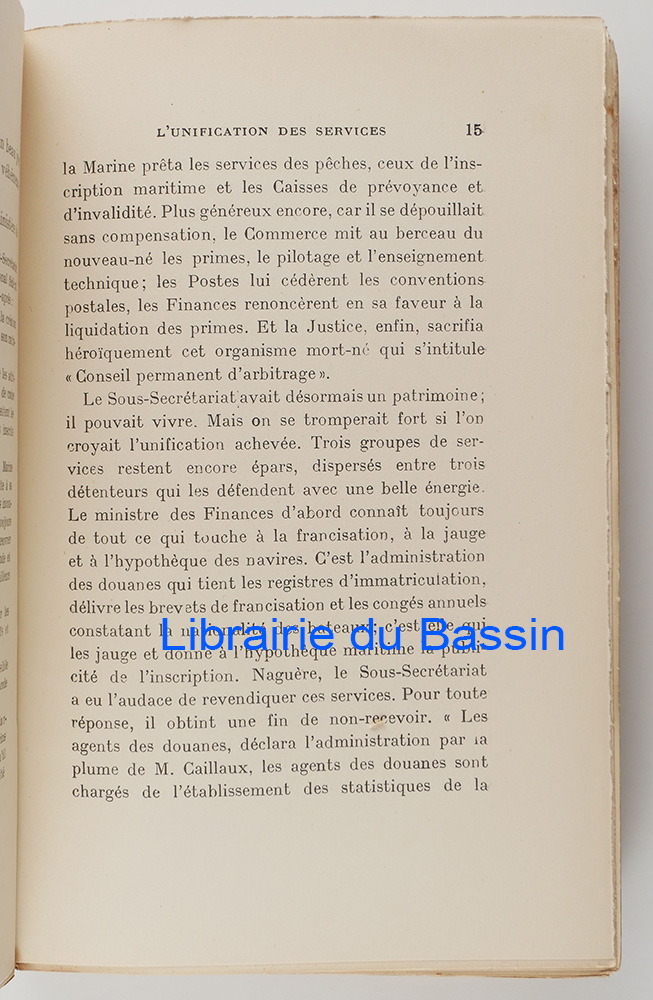 L'UNIFICATION DES SERVICES 15
la Marine prêta les services des pêches, ceux de l'ins-
cription maritime et les Caisses de prévoyance et
d'invalidité. Plus généreux encore, car il se dépouillait
sans compensation, le Commerce mit au berceau du
nouveau-né les primes, le pilotage et l'enseignement
technique; les Postes lui cédèrent les conventions
postales, les Finances renoncèrent en sa faveur à la
liquidation des primes. Et la Justice, enfin, sacrifia
héroïquement cet organisme mort-né qui s'intitule
« Conseil permanent d'arbitrage ».
Le Sous-Secrétariat avait désormais un patrimoine;
il pouvait vivre. Mais on se tromperait fort si l'on
croyait l'unification achevée. Trois groupes de ser-
vices restent encore épars, dispersés entre trois
détenteurs qui les défendent avec une belle énergie.
Le ministre des Finances d'abord connaît toujours
de tout ce qui touche à la francisation, à la jauge
et à l'hypothèque des navires. C'est l'administration
des douanes qui tient les registres d'immatriculation,
délivre les brevets de francisation et les congés annuels
constatant la nationalité des bateaux; c'est elle qui
Librairie du Bassin
les jauge et donne à l'hypothèque maritime la publi-
cité de l'inscription. Naguère, le Sous-Secrétariat
a eu l'audace de revendiquer ces services. Pour toute
réponse, il obtint une fin de non-recevoir. « Les
agents des douanes, déclara l'administration par la
plume de M. Caillaux, les agents des douanes sont
chargés de l'établissement des statistiques de la